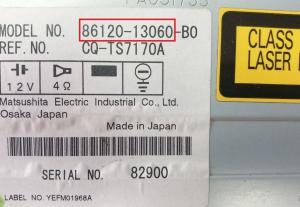 MODEL NO. 86120-13060-B0
REF. NO. CQ-TS7170A
12V 4Ω
Matsushita Electric Industrial Co., Ltd.
Osaka Japan
Made in Japan
SERIAL NO. 82900
LABEL NO. YEFM01968A
CLASS
LASER